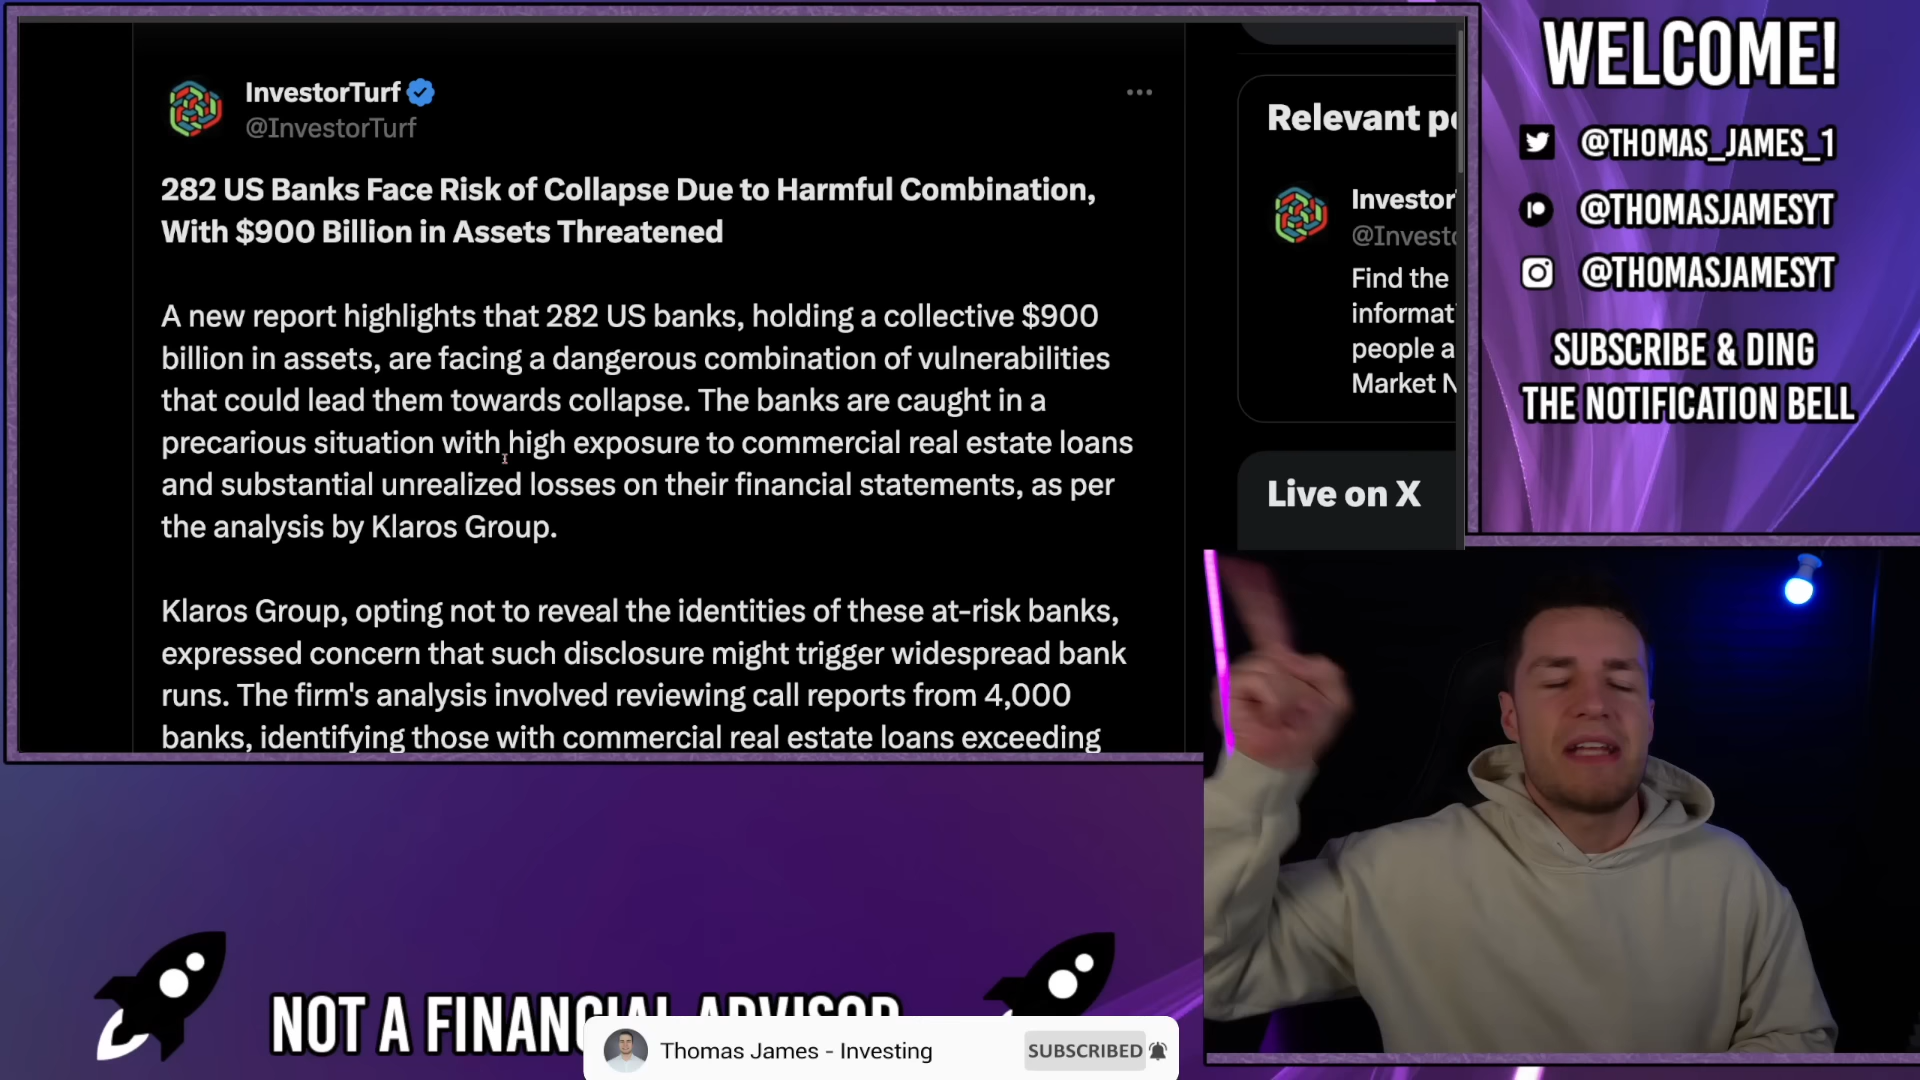 InvestorTurf
@InvestorTurf
282 US Banks Face Risk of Collapse Due to Harmful Combination,
With $900 Billion in Assets Threatened
A new report highlights that 282 US banks, holding a collective $900
billion in assets, are facing a dangerous combination of vulnerabilities
that could lead them towards collapse. The banks are caught in a
precarious situation with high exposure to commercial real estate loans
and substantial unrealized losses on their financial statements, as per
the analysis by Klaros Group.
Klaros Group, opting not to reveal the identities of these at-risk banks,
expressed concern that such disclosure might trigger widespread bank
runs. The firm's analysis involved reviewing call reports from 4,000
banks, identifying those with commercial real estate loans exceeding
Relevant pe
Investor
@Investo
Find the
informat
people a
Market N
Live on X
WELCOME!
@THOMAS_JAMES_1
@THOMASJAMESYT
@THOMASJAMESYT
SUBSCRIBE & DING
THE NOTIFICATION BELL
NOT A FINANCIAL ADVISOR
Thomas James - Investing
SUBSCRIBED